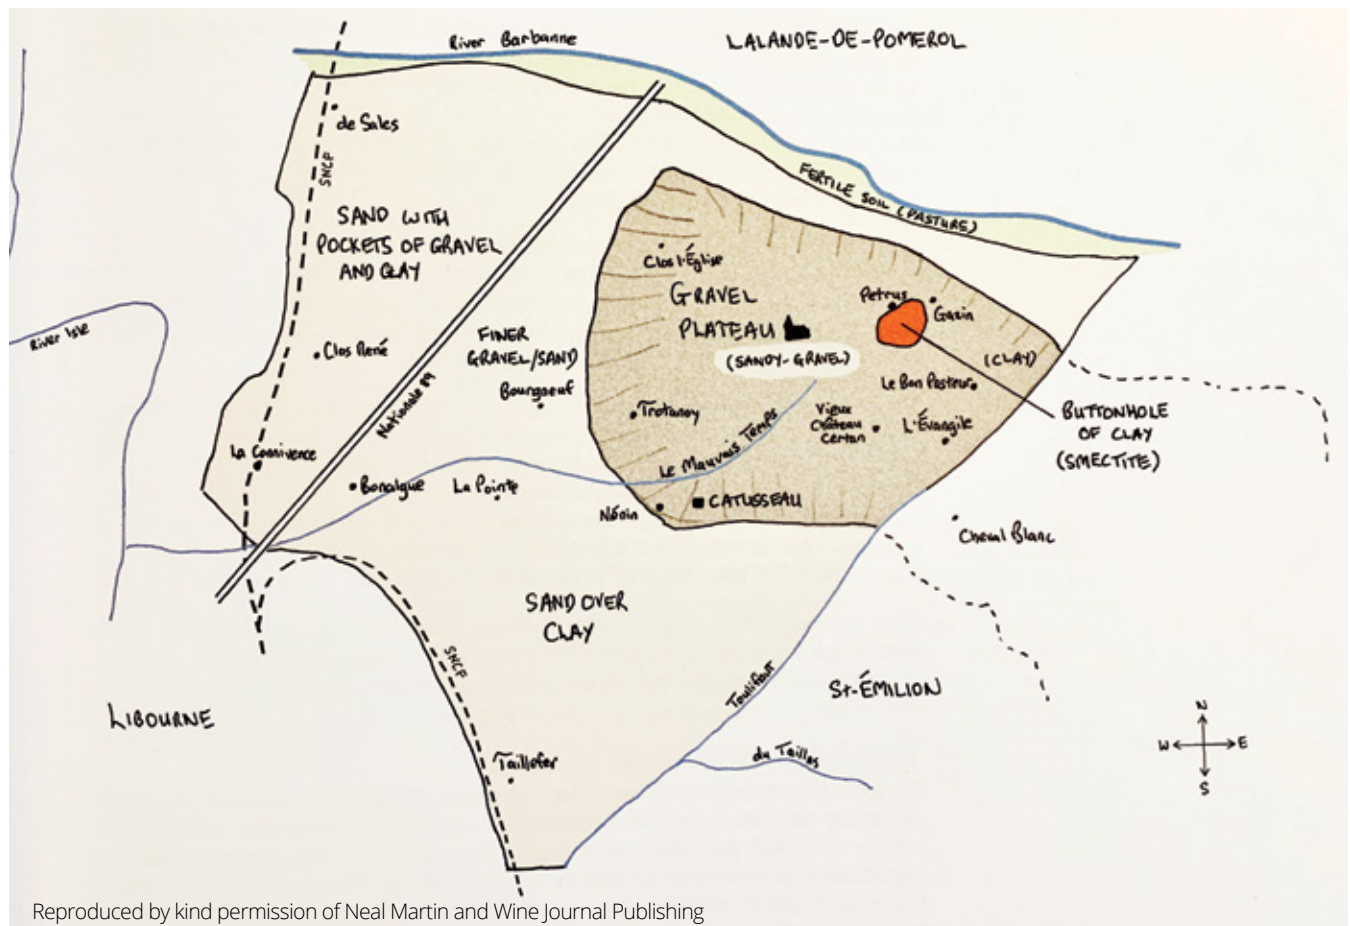 River Barbanne
LALANDE-DE-POMEROL
de Sales
SNCF
FERTILE SOIL (PASTURE)
SAND WITH
POCKETS OF GRAVEL
AND CLAY
Clos l'Église
GRAVEL
PLATEAU
(SANDY-GRAVEL)
Petrus
Gazin
River Isle
Clos René
FINER
GRAVEL/SAND)
Bourgneuf
Nationale 89
(CLAY)
Le Bon Pasteur
Trotanoy
Vieux
Château
Certan
L'Évangile
BUTTONHOLE
OF CLAY
(SMECTITE)
La Connivence
Le Mauvais Temps
Bonalgue
La Pointe
Nénin
CATUSSEAU
Cheval Blanc
SAND OVER
CLAY
SNCF
Toulifaut
St-ÉMILION
LIBOURNE
N
W
E
S
Taillefer
du Taillas
Reproduced by kind permission of Neal Martin and Wine Journal Publishing